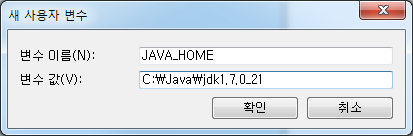 새 사용자 변수
변수 이름(N): JAVA_HOME
변수 값(V): C:₩Java₩jdk1.7.0_21
확인 취소